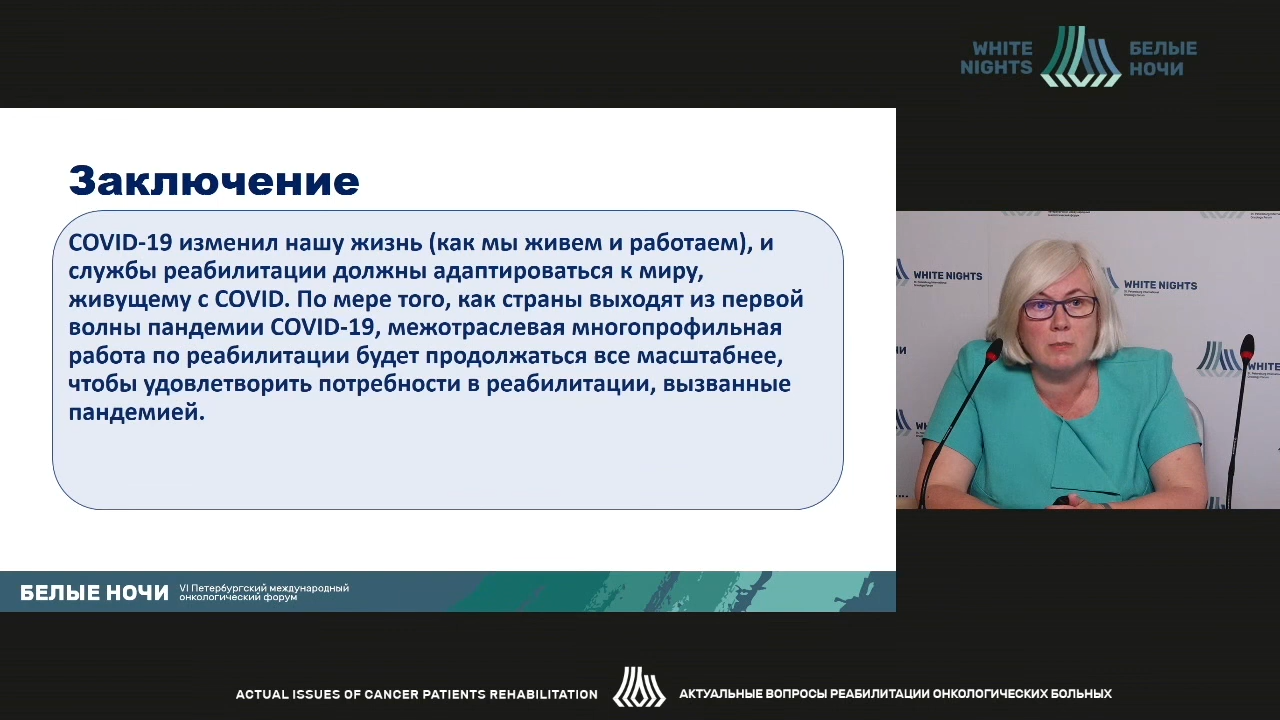 WHITE
NIGHTS
БЕЛЫЕ
НОЧИ
Заключение
COVID-19 изменил нашу жизнь (как мы живем и работаем), и
службы реабилитации должны адаптироваться к миру,
живущему с COVID. По мере того, как страны выходят из первой
волны пандемии COVID-19, межотраслевая многопрофильная
работа по реабилитации будет продолжаться все масштабнее,
чтобы удовлетворить потребности в реабилитации, вызванные
пандемией.
WHITE NIGHTS
WHITE NIGHTS
WHITE
БЕЛЫЕ НОЧИ
VI Петербургский международный
онкологический форум
ACTUAL ISSUES OF CANCER PATIENTS REHABILITATION
АКТУАЛЬНЫЕ ВОПРОСЫ РЕАБИЛИТАЦИИ ОНКОЛОГИЧЕСКИХ БОЛЬНЫХ